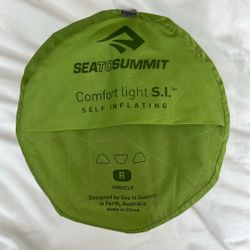 SEA TO SUMMIT
Comfort Light S.I.™
SELF INFLATING
R
AMSICLR
Designed by Sea to Summit
in Perth, Australia.
Made in China